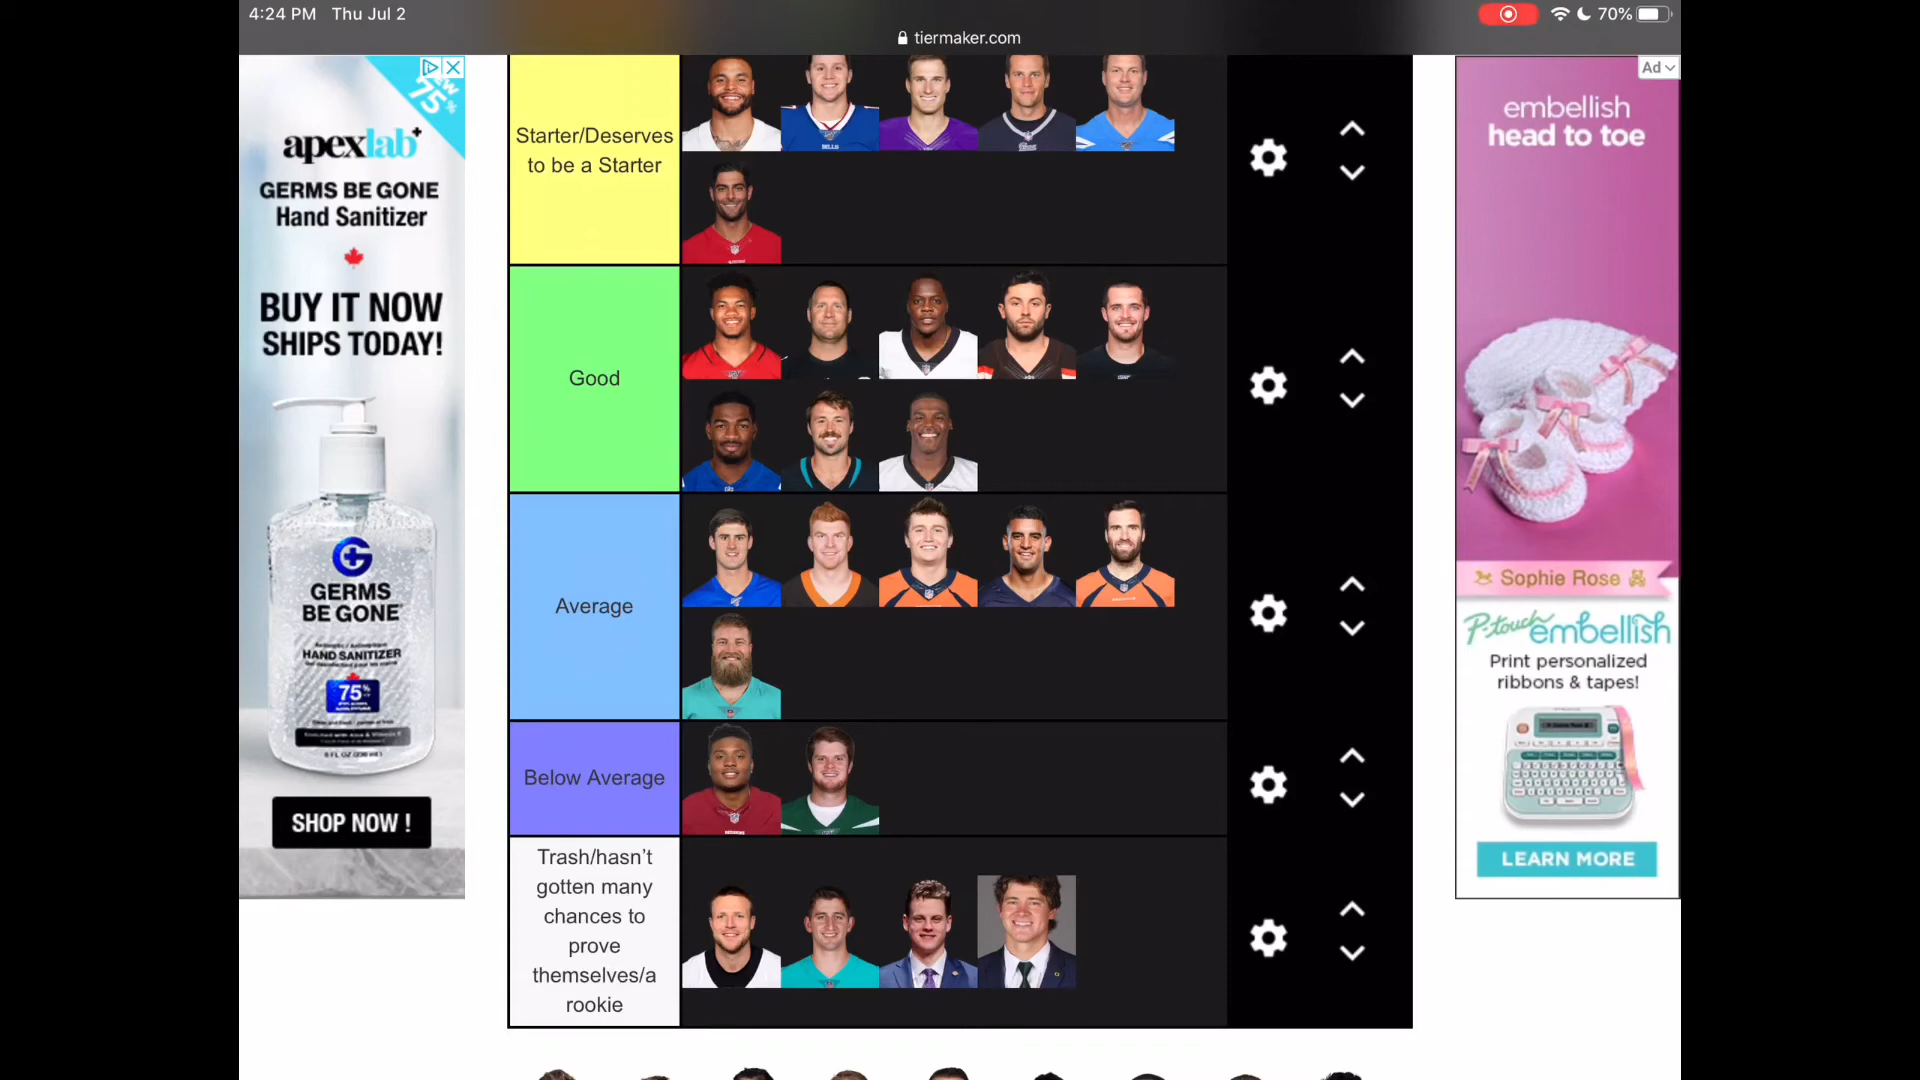 4:24 PM Thu Jul 2
70%
tiermaker.com
75%
apexlab+
GERMS BE GONE
Hand Sanitizer
BUY IT NOW
SHIPS TODAY!
GERMS
BE GONE
HAND SANITIZER
75%
SHOP NOW !
Starter/Deserves
to be a Starter
BILLS
Good
Average
Below Average
Trash/hasn't
gotten many
chances to
prove
themselves/a
rookie
Ad
embellish
head to toe
Sophie Rose
P-touch embellish
Print personalized
ribbons & tapes!
LEARN MORE